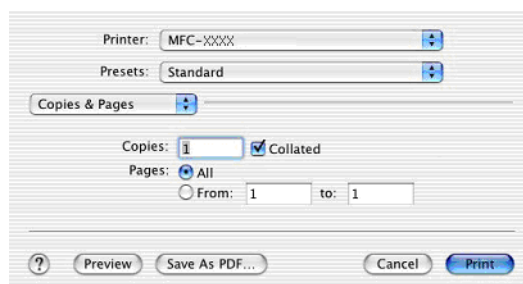 Printer: MFC-XXXX
Presets: Standard
Copies & Pages
Copies: 1 Collated
Pages: All
From: 1 to: 1
? Preview Save As PDF... Cancel Print